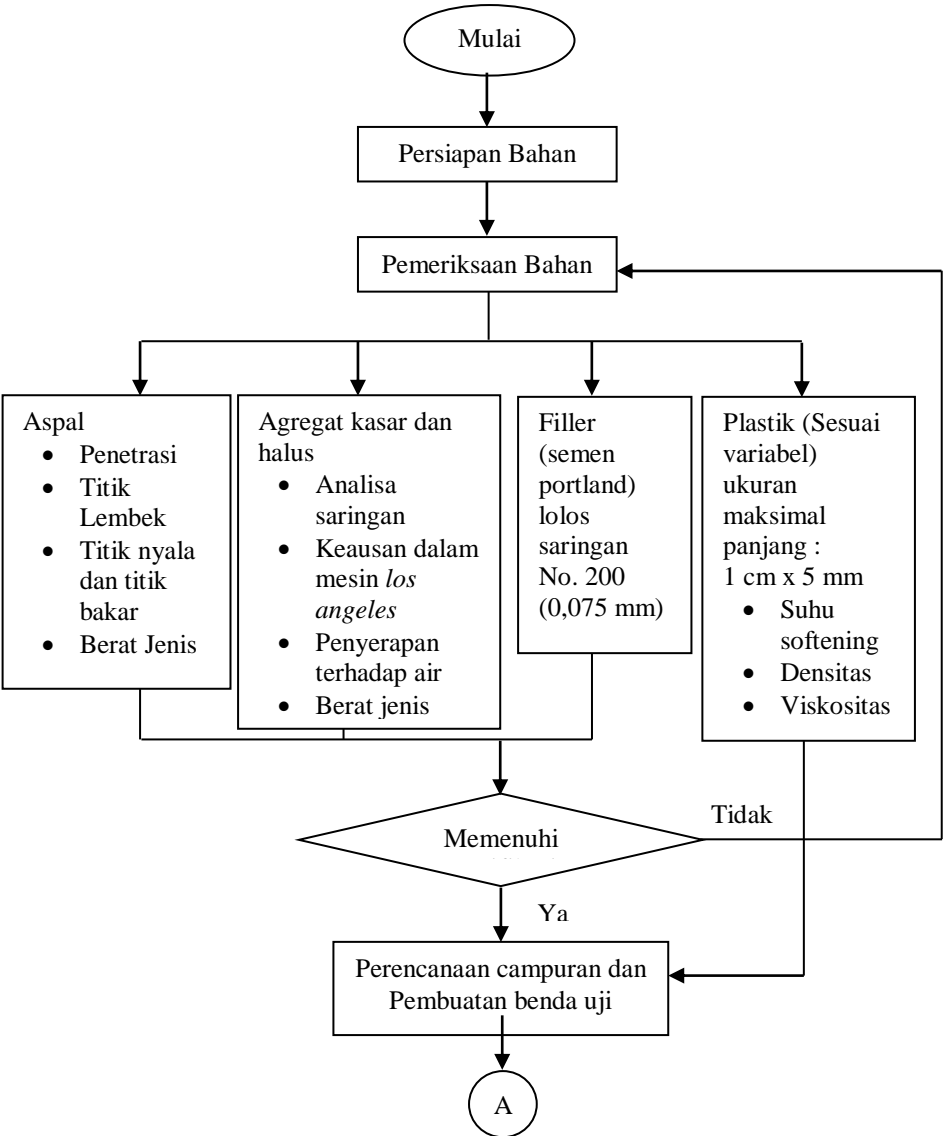 Mulai
Persiapan Bahan
Pemeriksaan Bahan
Aspal
• Penetrasi
• Titik
Lembek
• Titik nyala
dan titik
bakar
• Berat Jenis
Agregat kasar dan
halus
• Analisa
saringan
• Keausan dalam
mesin los
angeles
• Penyerapan
terhadap air
• Berat jenis
Filler
(semen
portland)
lolos
saringan
No. 200
(0,075 mm)
Plastik (Sesuai
variabel)
ukuran
maksimal
panjang :
1 cm x 5 mm
• Suhu
softening
• Densitas
• Viskositas
Memenuhi
Tidak
Ya
Perencanaan campuran dan
Pembuatan benda uji
A